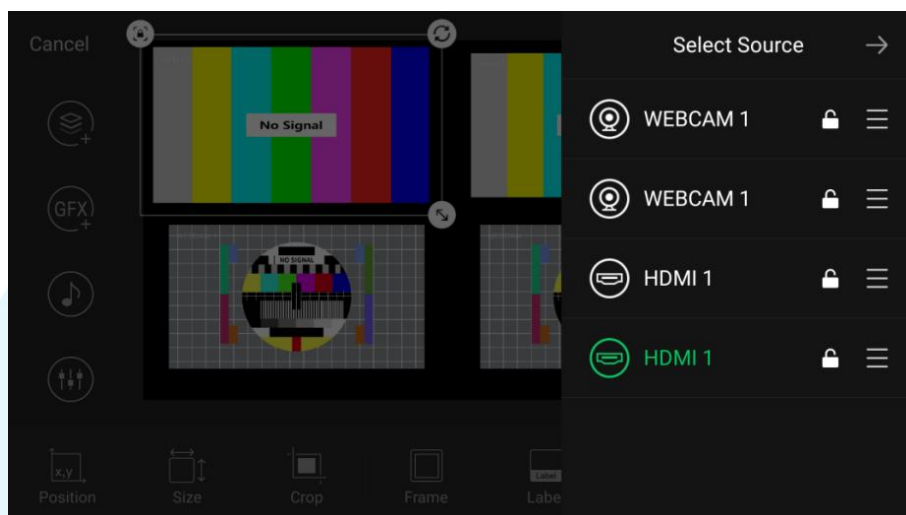 Cancel
GFX
No Signal
NO SIGNAL
x,y
Position
Size
Crop
Frame
Label
Labe
Select Source
WEBCAM 1
WEBCAM 1
HDMI 1
HDMI 1